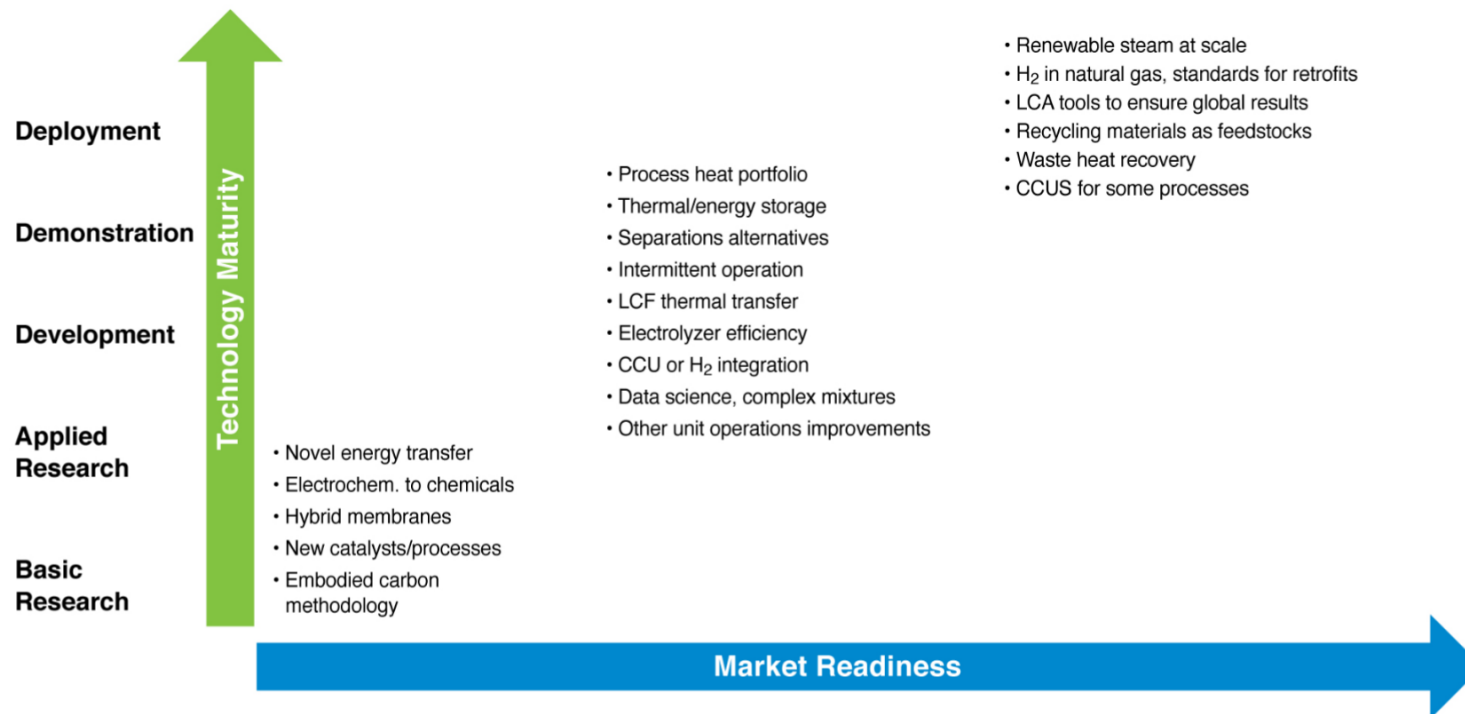 Deployment
Demonstration
Development
Applied
Research
Basic
Research
Technology Maturity
• Novel energy transfer
• Electrochem. to chemicals
• Hybrid membranes
• New catalysts/processes
• Embodied carbon
methodology
• Process heat portfolio
• Thermal/energy storage
• Separations alternatives
• Intermittent operation
• LCF thermal transfer
• Electrolyzer efficiency
• CCU or H₂ integration
• Data science, complex mixtures
• Other unit operations improvements
• Renewable steam at scale
• H₂ in natural gas, standards for retrofits
• LCA tools to ensure global results
• Recycling materials as feedstocks
• Waste heat recovery
• CCUS for some processes
Market Readiness